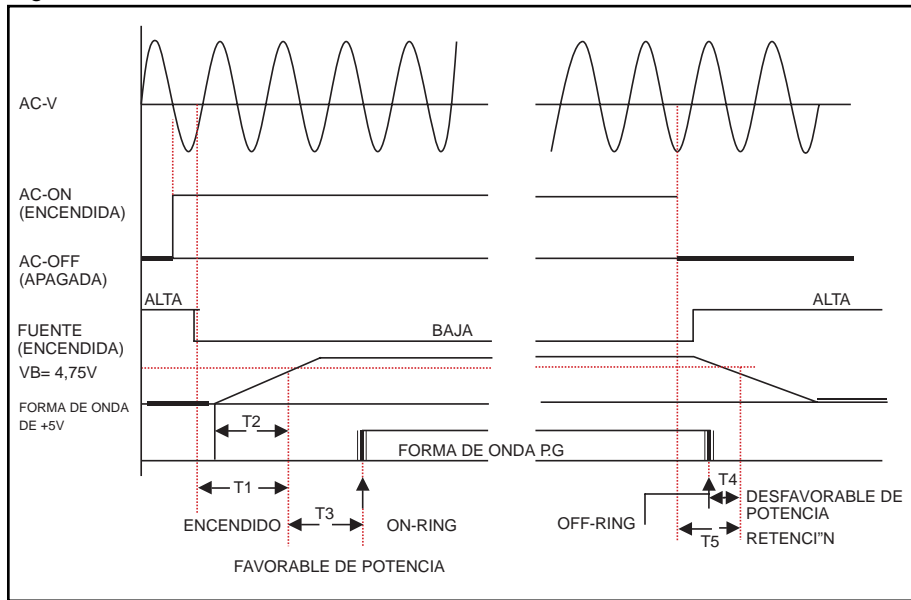 AC-V
AC-ON
(ENCENDIDA)
AC-OFF
(APAGADA)
ALTA
ALTA
FUENTE
(ENCENDIDA)
BAJA
VB= 4,75V
FORMA DE ONDA
DE +5V
T2
FORMA DE ONDA P.G
T1
T4
T3
DESFAVORABLE DE
POTENCIA
ENCENDIDO
ON-RING
OFF-RING
T5
RETENCI"N
FAVORABLE DE POTENCIA